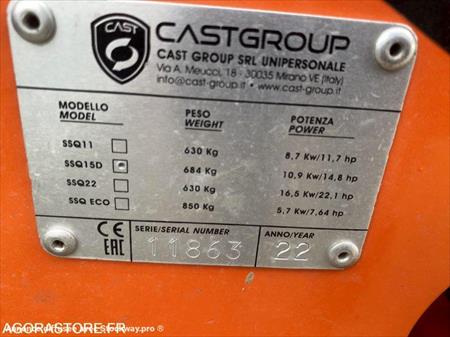 CAST
CASTGROUP
CAST GROUP SRL UNIPERSONALE
Via A. Meucci, 18 - 30035 Mirano VE (Italy)
info@cast-group.it - cast-group.it
MODELLO PESO POTENZA
MODEL WEIGHT POWER
SSQ11 630 Kg 8,7 Kw/11,7 hp
SSQ15D 684 Kg 10,9 Kw/14,8 hp
SSQ22 630 Kg 16,5 Kw/22,1 hp
SSQ ECO 850 Kg 5,7 Kw/7,64 hp
CE SERIE/SERIAL NUMBER ANNO/YEAR
EAC 11863 22
AGORASTORE.FR
Stockway.pro ®